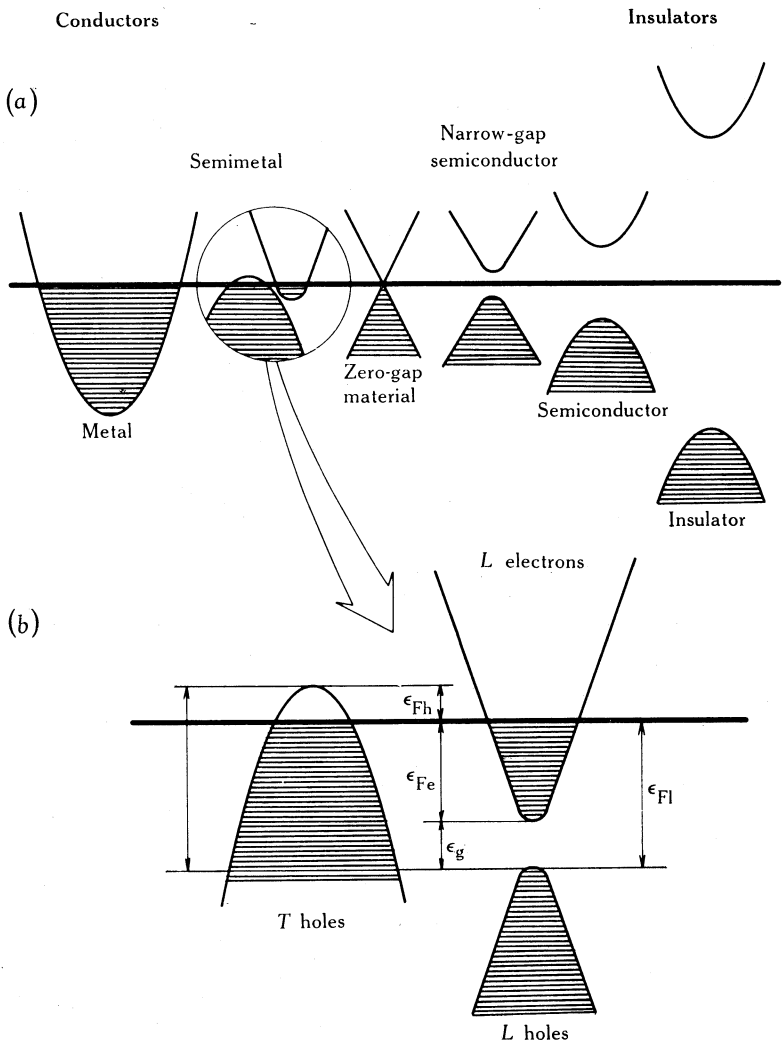 Conductors
Insulators
(a)
Narrow-gap
semiconductor
Semimetal
Zero-gap
material
Semiconductor
Metal
Insulator
L electrons
(b)
ϵFh
ϵFe
ϵFl
ϵg
T holes
L holes